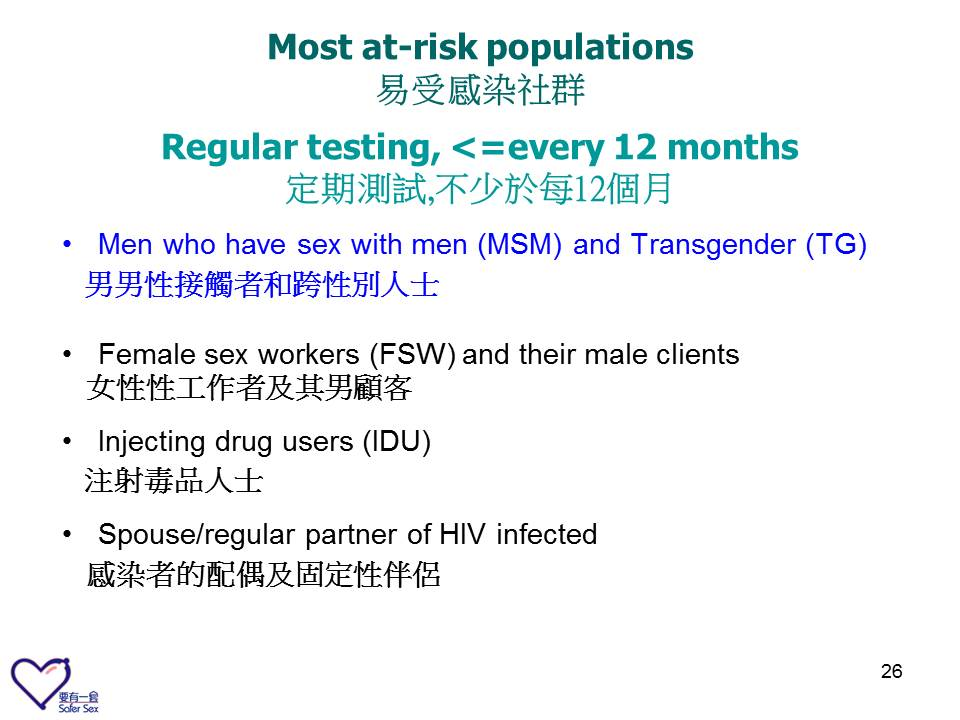 Most at-risk populations
易受感染社群
Regular testing, <=every 12 months
定期測試,不少於每12個月
• Men who have sex with men (MSM) and Transgender (TG)
男男性接觸者和跨性別人士
• Female sex workers (FSW) and their male clients
女性性工作者及其男顧客
• Injecting drug users (IDU)
注射毒品人士
• Spouse/regular partner of HIV infected
感染者的配偶及固定性伴侶
要有一套
Safer Sex
26